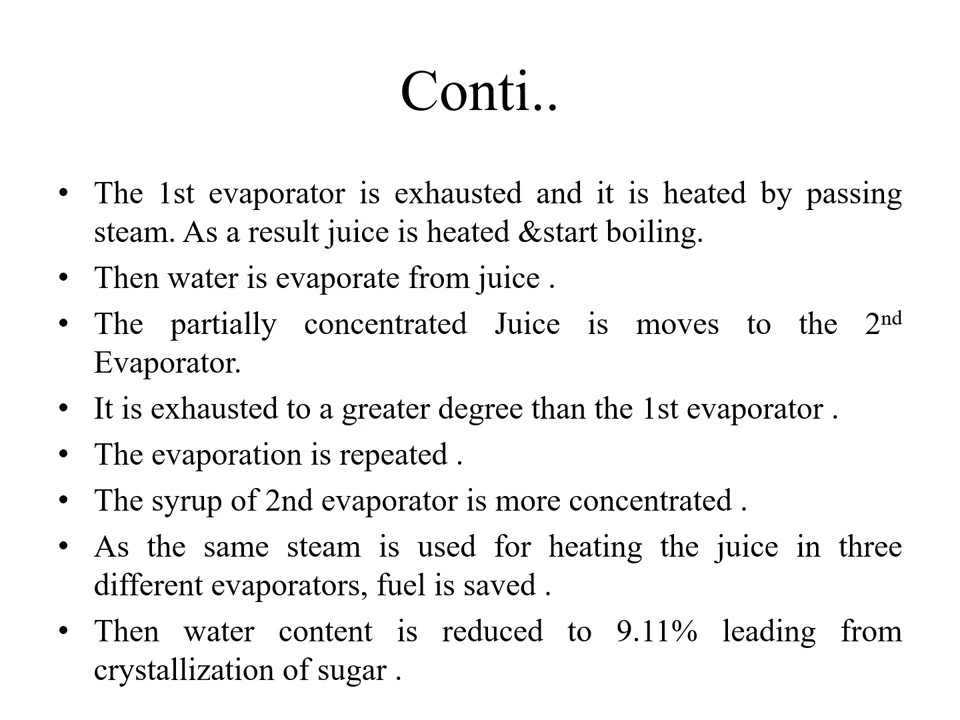 Conti..
• The 1st evaporator is exhausted and it is heated by passing
steam. As a result juice is heated &start boiling.
• Then water is evaporate from juice .
• The partially concentrated Juice is moves to the 2nd
Evaporator.
• It is exhausted to a greater degree than the 1st evaporator .
• The evaporation is repeated .
• The syrup of 2nd evaporator is more concentrated .
• As the same steam is used for heating the juice in three
different evaporators, fuel is saved .
• Then water content is reduced to 9.11% leading from
crystallization of sugar .